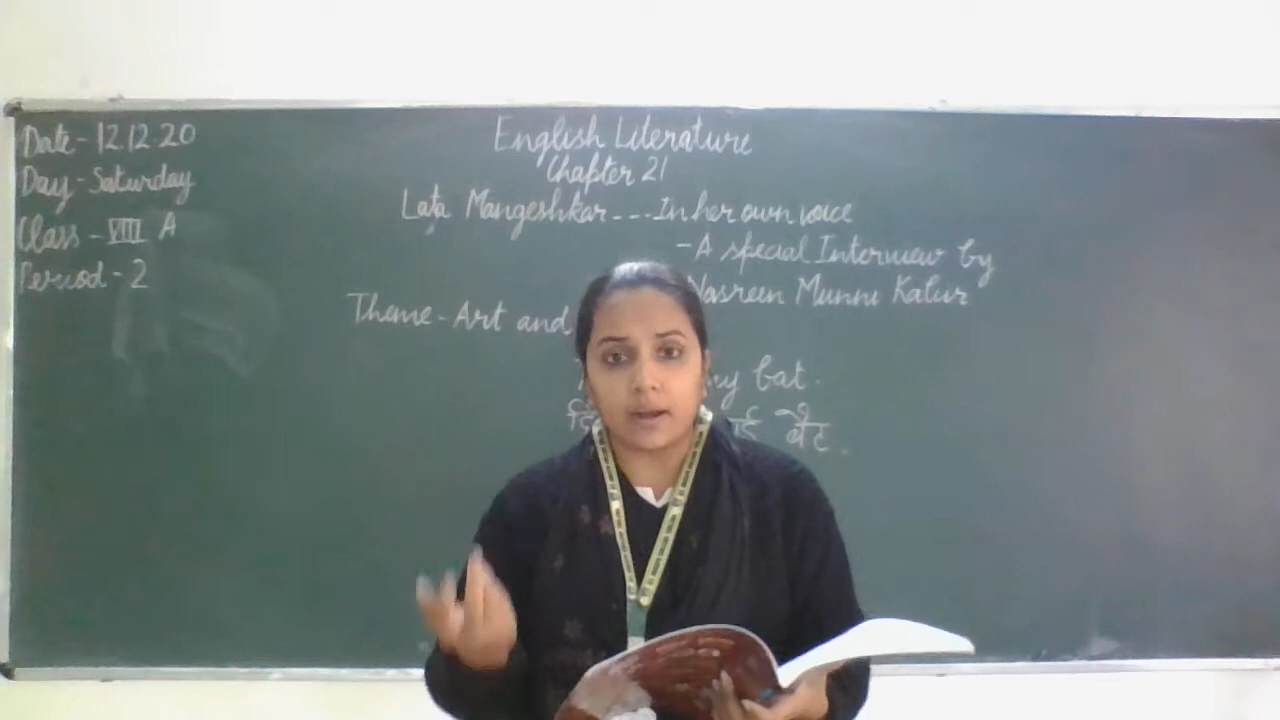 Date - 12.12.20
Day - Saturday
Class - VIII A
Period - 2
English Literature
Chapter 21
Lata Mangeshkar --- In her own voice
- A special Interview by
Nasreen Munni Kabir
Theme - Art and
my bat.